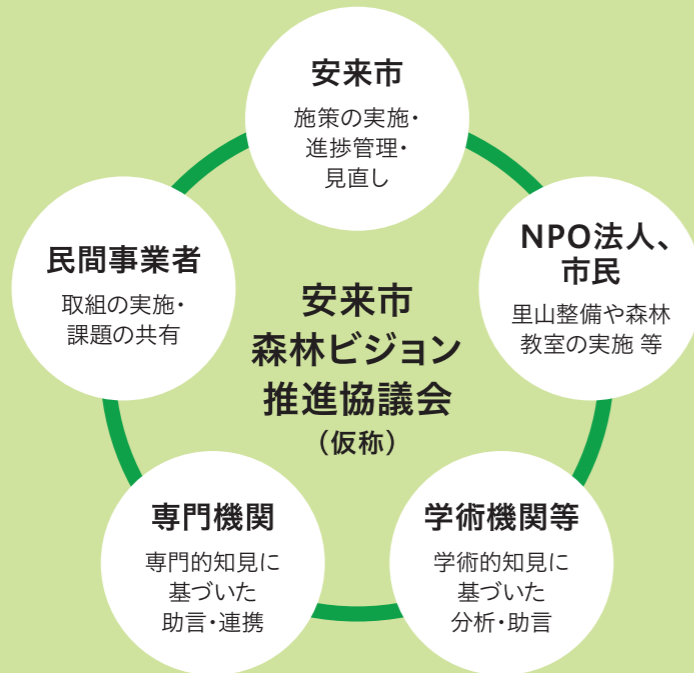 安来市
施策の実施・
進捗管理・
見直し
NPO法人、
市民
里山整備や森林
教室の実施 等
学術機関等
学術的知見に
基づいた
分析・助言
専門機関
専門的知見に
基づいた
助言・連携
民間事業者
取組の実施・
課題の共有
安来市
森林ビジョン
推進協議会
（仮称）